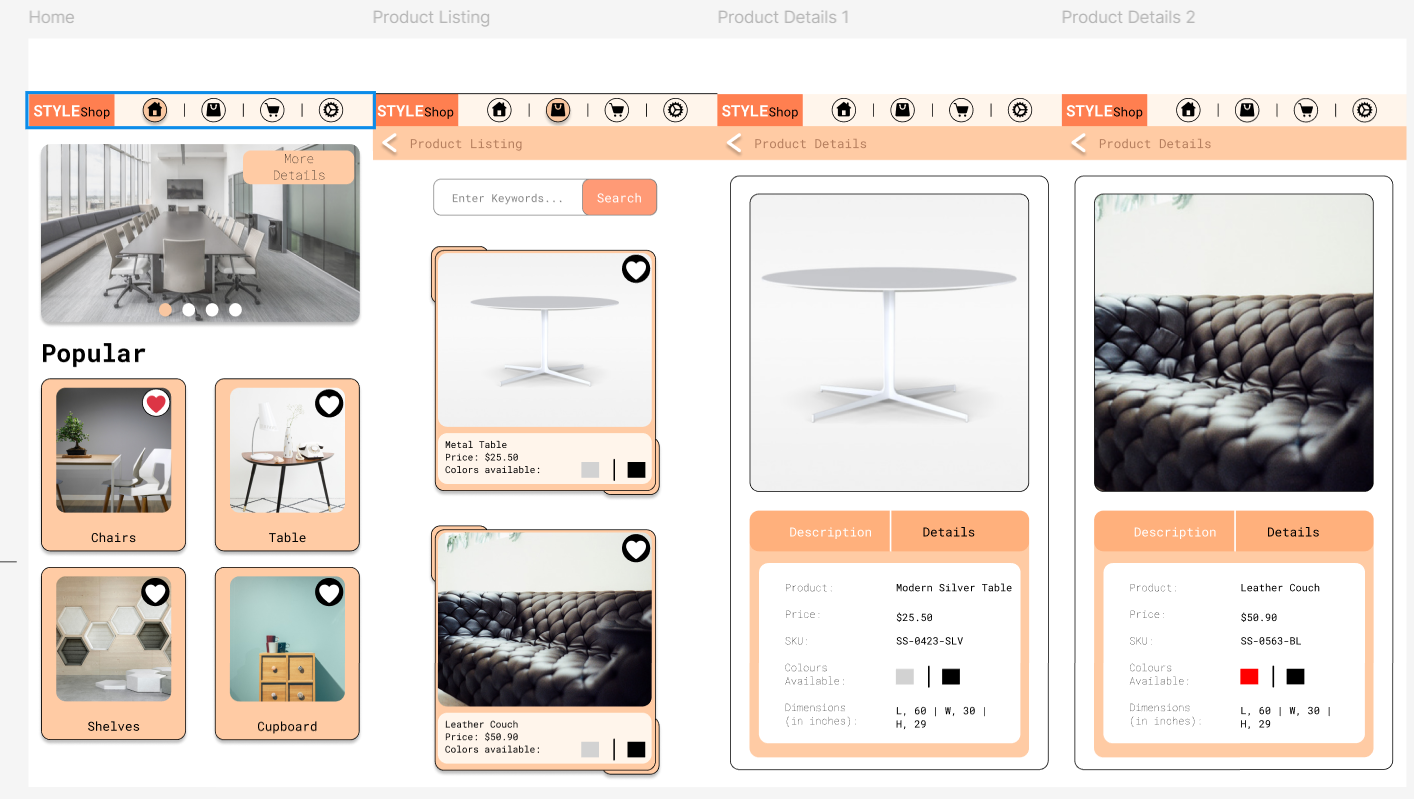 Home
Product Listing
Product Details 1
Product Details 2
STYLEShop
STYLEShop
STYLEShop
STYLEShop
More
Details
Popular
Chairs
Table
Shelves
Cupboard
Product Listing
Enter Keywords...
Search
Metal Table
Price: $25.50
Colors available:
Leather Couch
Price: $50.90
Colors available:
Product Details
Description
Details
Product:
Modern Silver Table
Price:
$25.50
SKU:
SS-0423-SLV
Colours
Available:
Dimensions
(in inches):
L, 60 | W, 30 |
H, 29
Product Details
Description
Details
Product:
Leather Couch
Price:
$50.90
SKU:
SS-0563-BL
Colours
Available:
Dimensions
(in inches):
L, 60 | W, 30 |
H, 29